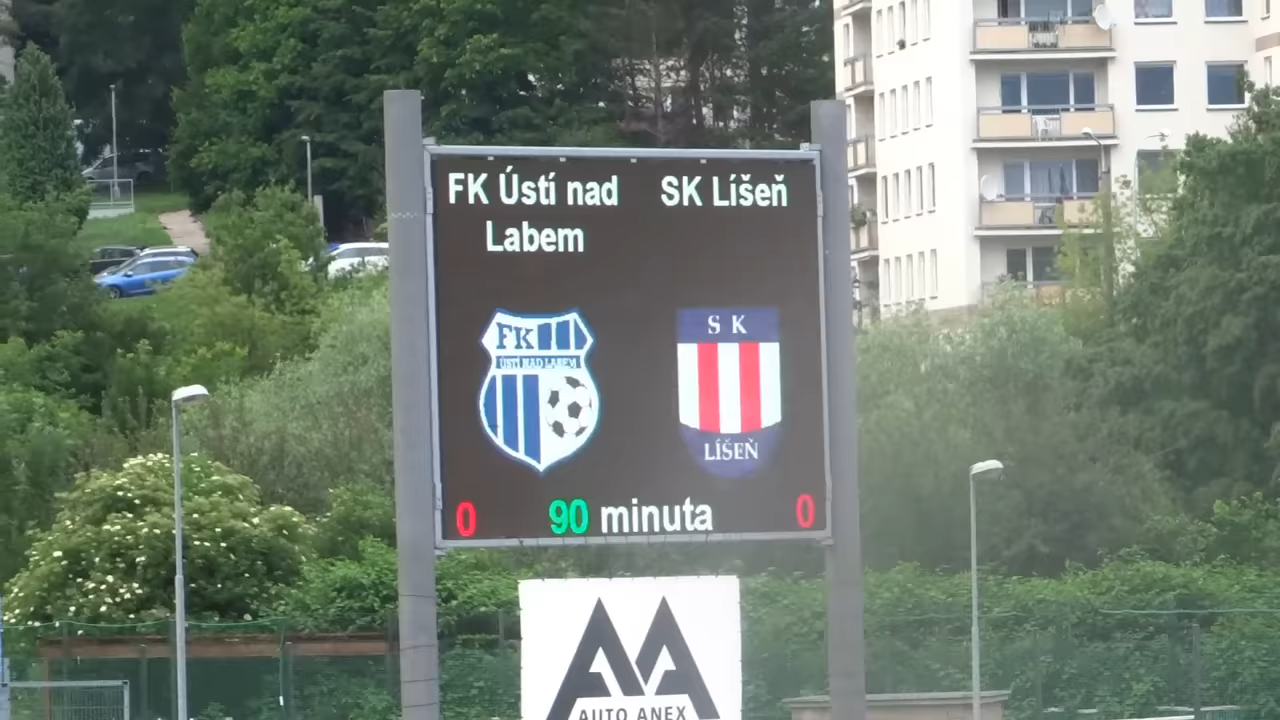 FK Ústí nad
Labem
SK Líšeň
FK
ÚSTÍ NAD LABEM
S K
LÍŠEŇ
0
90 minuta
0
AUTO ANEX